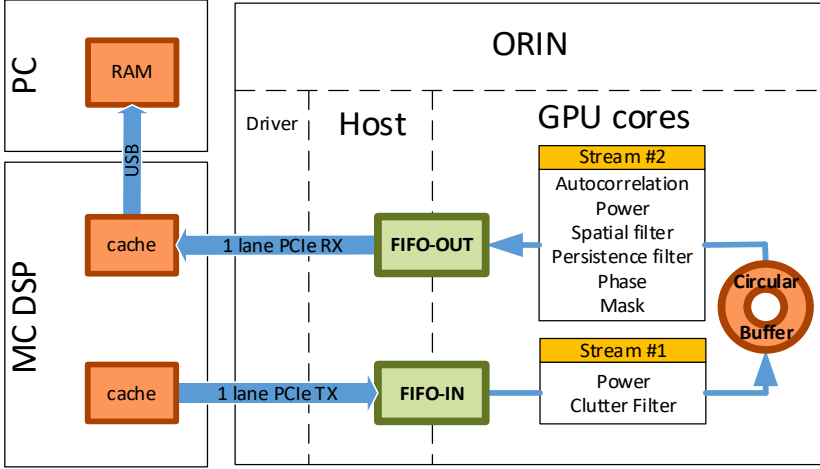 PC
RAM
USB
MC DSP
cache
cache
ORIN
Driver
Host
GPU cores
1 lane PCIe RX
FIFO-OUT
Stream #2
Autocorrelation
Power
Spatial filter
Persistence filter
Phase
Mask
Circular
Buffer
1 lane PCIe TX
FIFO-IN
Stream #1
Power
Clutter Filter